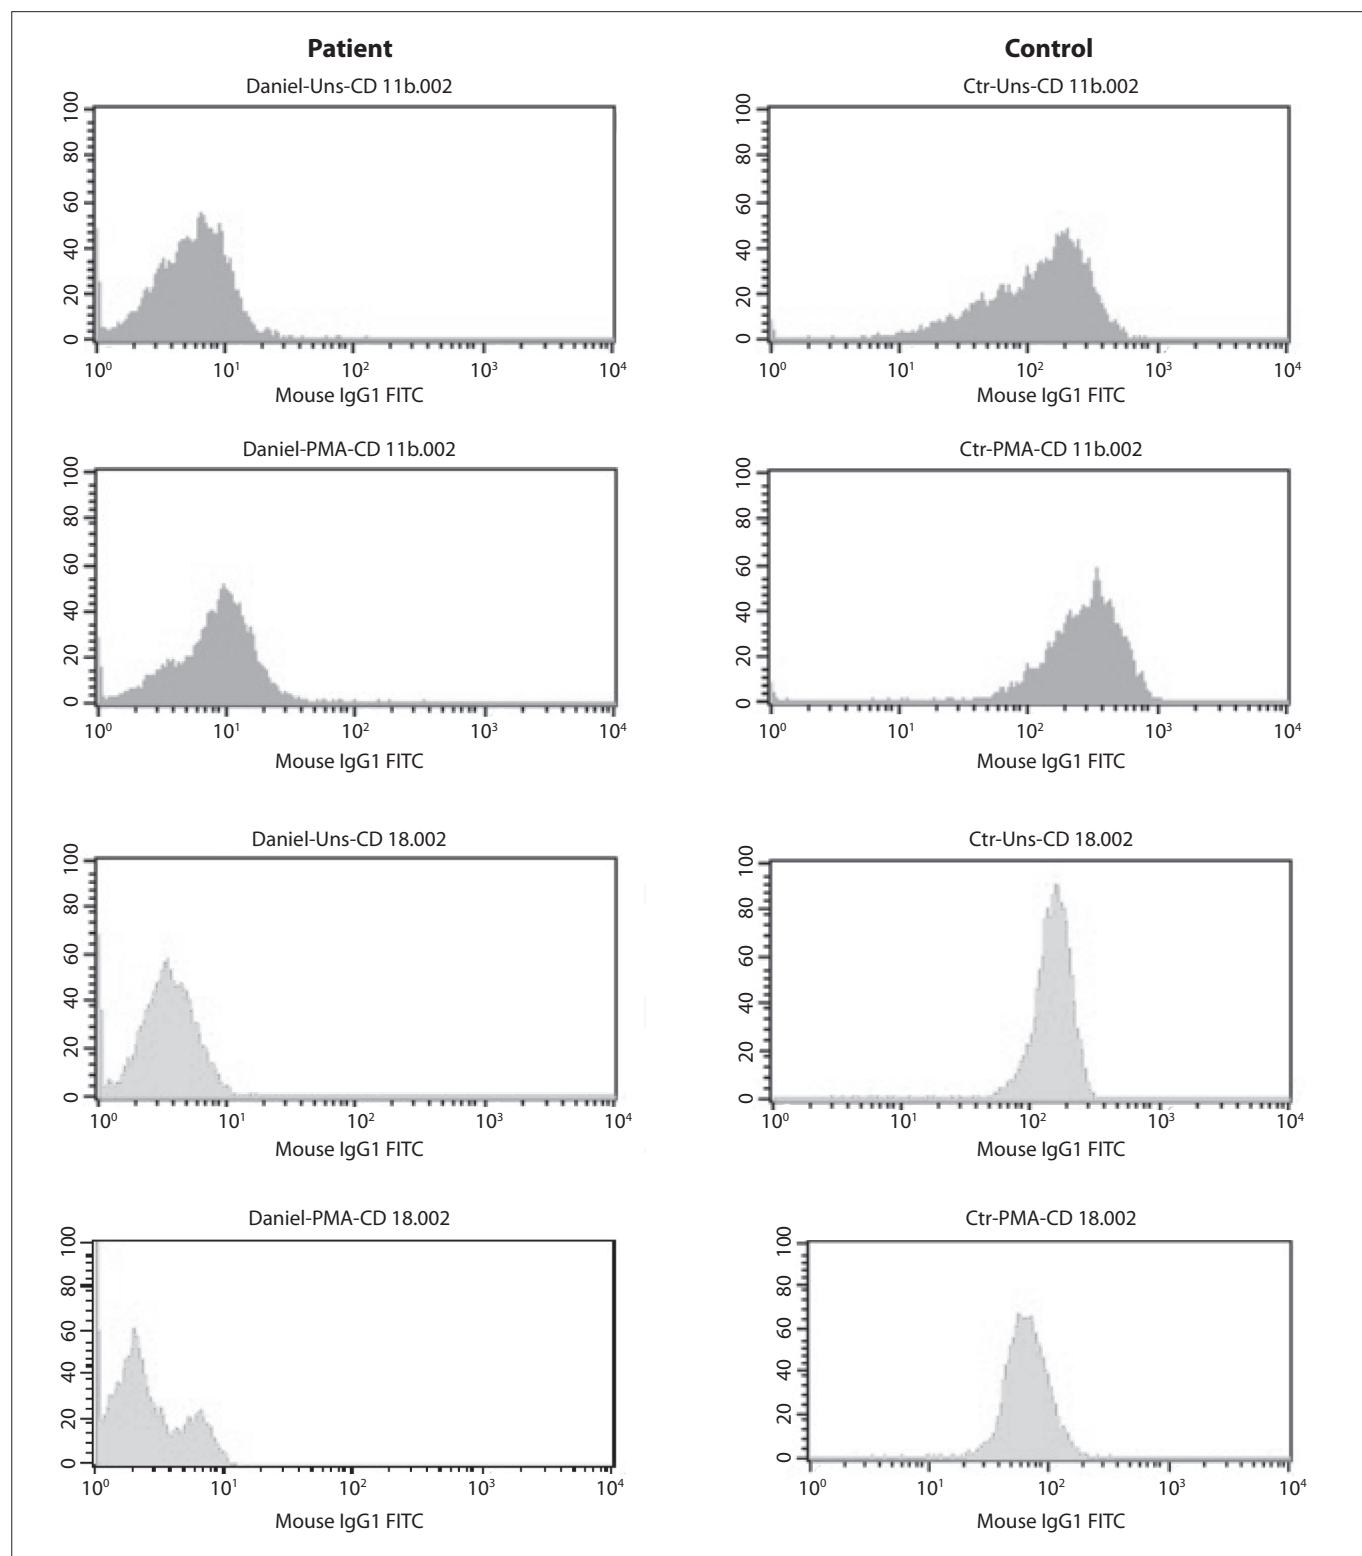 Patient
Control
Daniel-Uns-CD 11b.002
100
80
60
40
20
0
10⁰ 10¹ 10² 10³ 10⁴
Mouse IgG1 FITC
Ctr-Uns-CD 11b.002
100
80
60
40
20
0
10⁰ 10¹ 10² 10³ 10⁴
Mouse IgG1 FITC
Daniel-PMA-CD 11b.002
100
80
60
40
20
0
10⁰ 10¹ 10² 10³ 10⁴
Mouse IgG1 FITC
Ctr-PMA-CD 11b.002
100
80
60
40
20
0
10⁰ 10¹ 10² 10³ 10⁴
Mouse IgG1 FITC
Daniel-Uns-CD 18.002
100
80
60
40
20
0
10⁰ 10¹ 10² 10³ 10⁴
Mouse IgG1 FITC
Ctr-Uns-CD 18.002
100
80
60
40
20
0
10⁰ 10¹ 10² 10³ 10⁴
Mouse IgG1 FITC
Daniel-PMA-CD 18.002
100
80
60
40
20
0
10⁰ 10¹ 10² 10³ 10⁴
Mouse IgG1 FITC
Ctr-PMA-CD 18.002
100
80
60
40
20
0
10⁰ 10¹ 10² 10³ 10⁴
Mouse IgG1 FITC